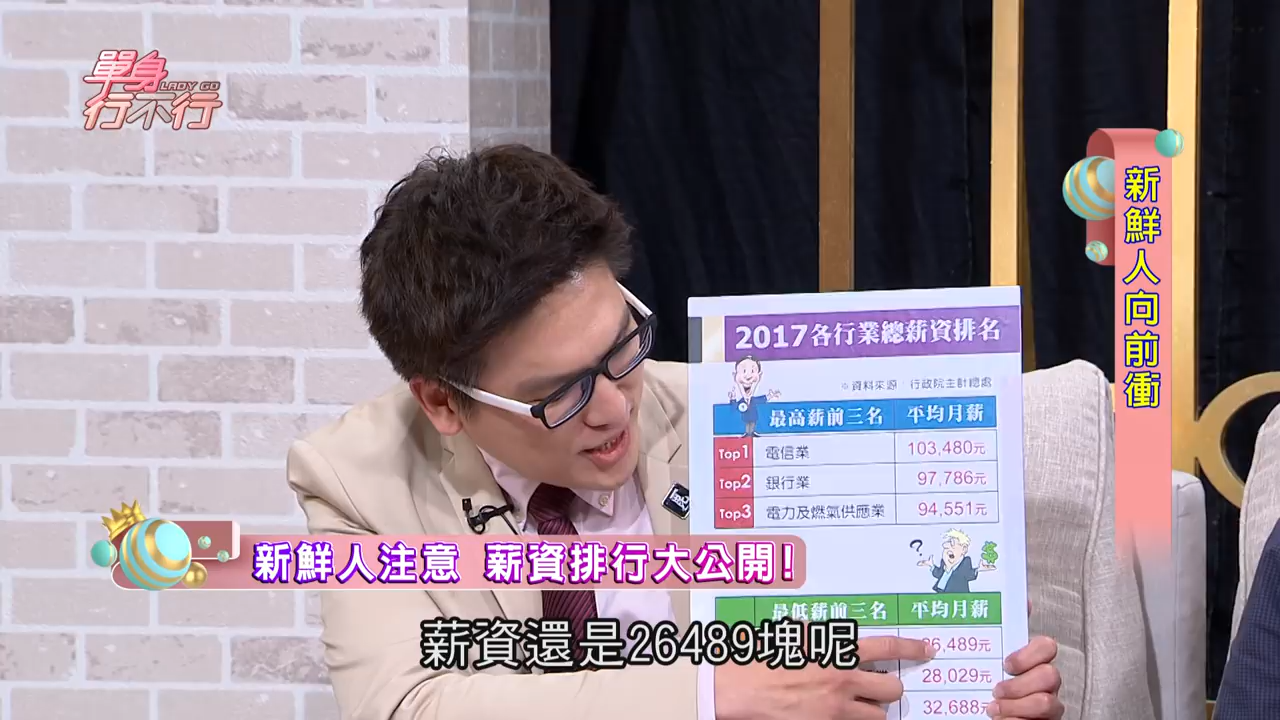 單身
LADY GO
行不行
新鮮人向前衝
2017各行業總薪資排名
※資料來源:行政院主計總處
最高薪前三名 平均月薪
Top1 電信業 103,480元
Top2 銀行業 97,786元
Top3 電力及燃氣供應業 94,551元
最低薪前三名 平均月薪
26,489元
28,029元
32,688元
新鮮人注意 薪資排行大公開!
薪資還是26489塊呢